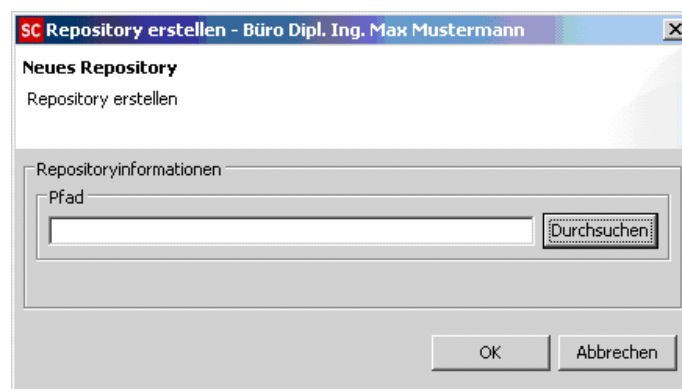 SC Repository erstellen - Büro Dipl. Ing. Max Mustermann
Neues Repository
Repository erstellen
Repositoryinformationen
Pfad
Durchsuchen
OK Abbrechen